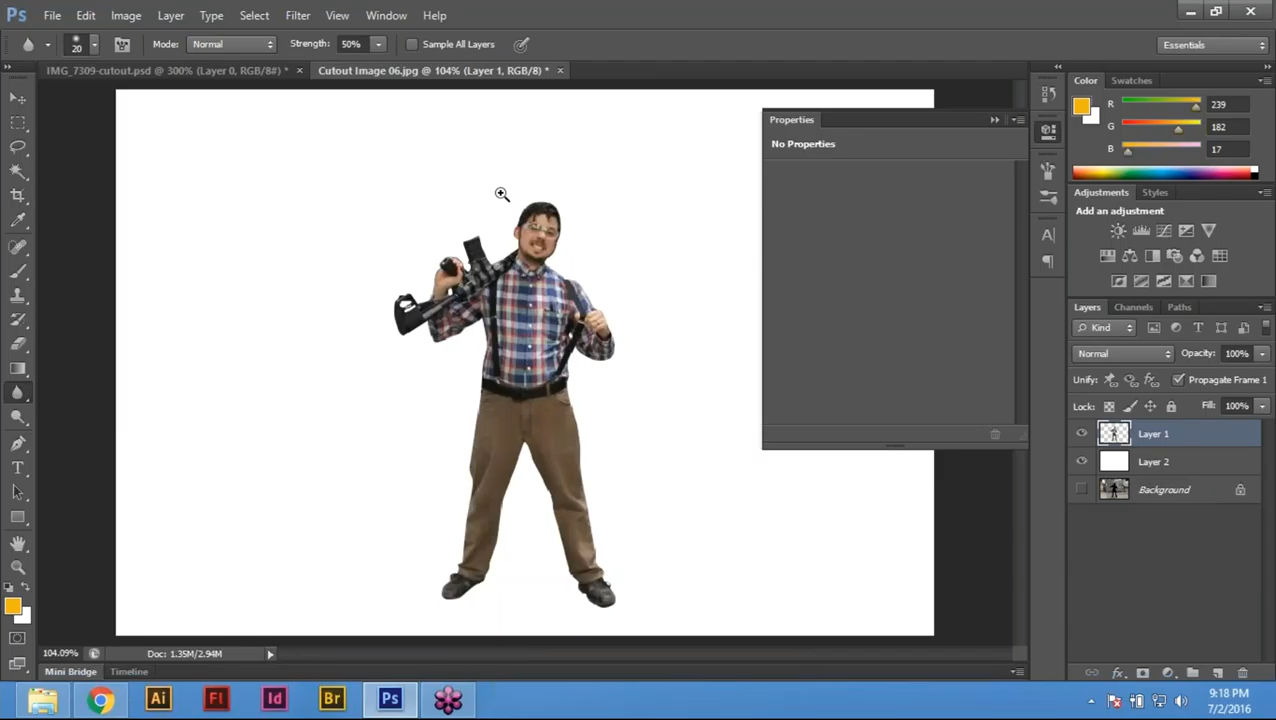 Ps File Edit Image Layer Type Select Filter View Window Help
20 Mode: Normal Strength: 50% Sample All Layers Essentials
IMG_7309-cutout.psd @ 300% (Layer 0, RGB/8#) * × Cutout Image 06.jpg @ 104% (Layer 1, RGB/8) * ×
Color Swatches
R 239
G 182
B 17
Properties
No Properties
Adjustments Styles
Add an adjustment
Layers Channels Paths
Kind
Normal Opacity: 100%
Unify: Propagate Frame 1
Lock: Fill: 100%
Layer 1
Layer 2
Background
104.09% Doc: 1.35M/2.94M
Mini Bridge Timeline
Ai Fl Id Br Ps
9:18 PM
7/2/2016